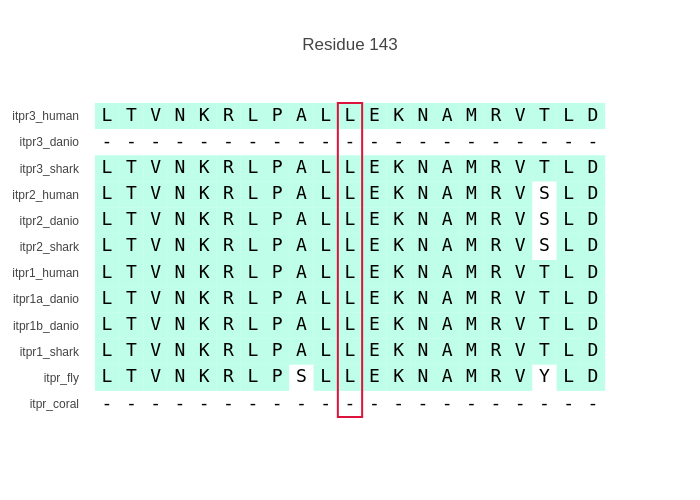 Residue 143
itpr3_human L T V N K R L P A L L E K N A M R V T L D
itpr3_danio - - - - - - - - - - - - - - - - - - - - -
itpr3_shark L T V N K R L P A L L E K N A M R V T L D
itpr2_human L T V N K R L P A L L E K N A M R V S L D
itpr2_danio L T V N K R L P A L L E K N A M R V S L D
itpr2_shark L T V N K R L P A L L E K N A M R V S L D
itpr1_human L T V N K R L P A L L E K N A M R V T L D
itpr1a_danio L T V N K R L P A L L E K N A M R V T L D
itpr1b_danio L T V N K R L P A L L E K N A M R V T L D
itpr1_shark L T V N K R L P A L L E K N A M R V T L D
itpr_fly L T V N K R L P S L L E K N A M R V Y L D
itpr_coral - - - - - - - - - - - - - - - - - - - - -